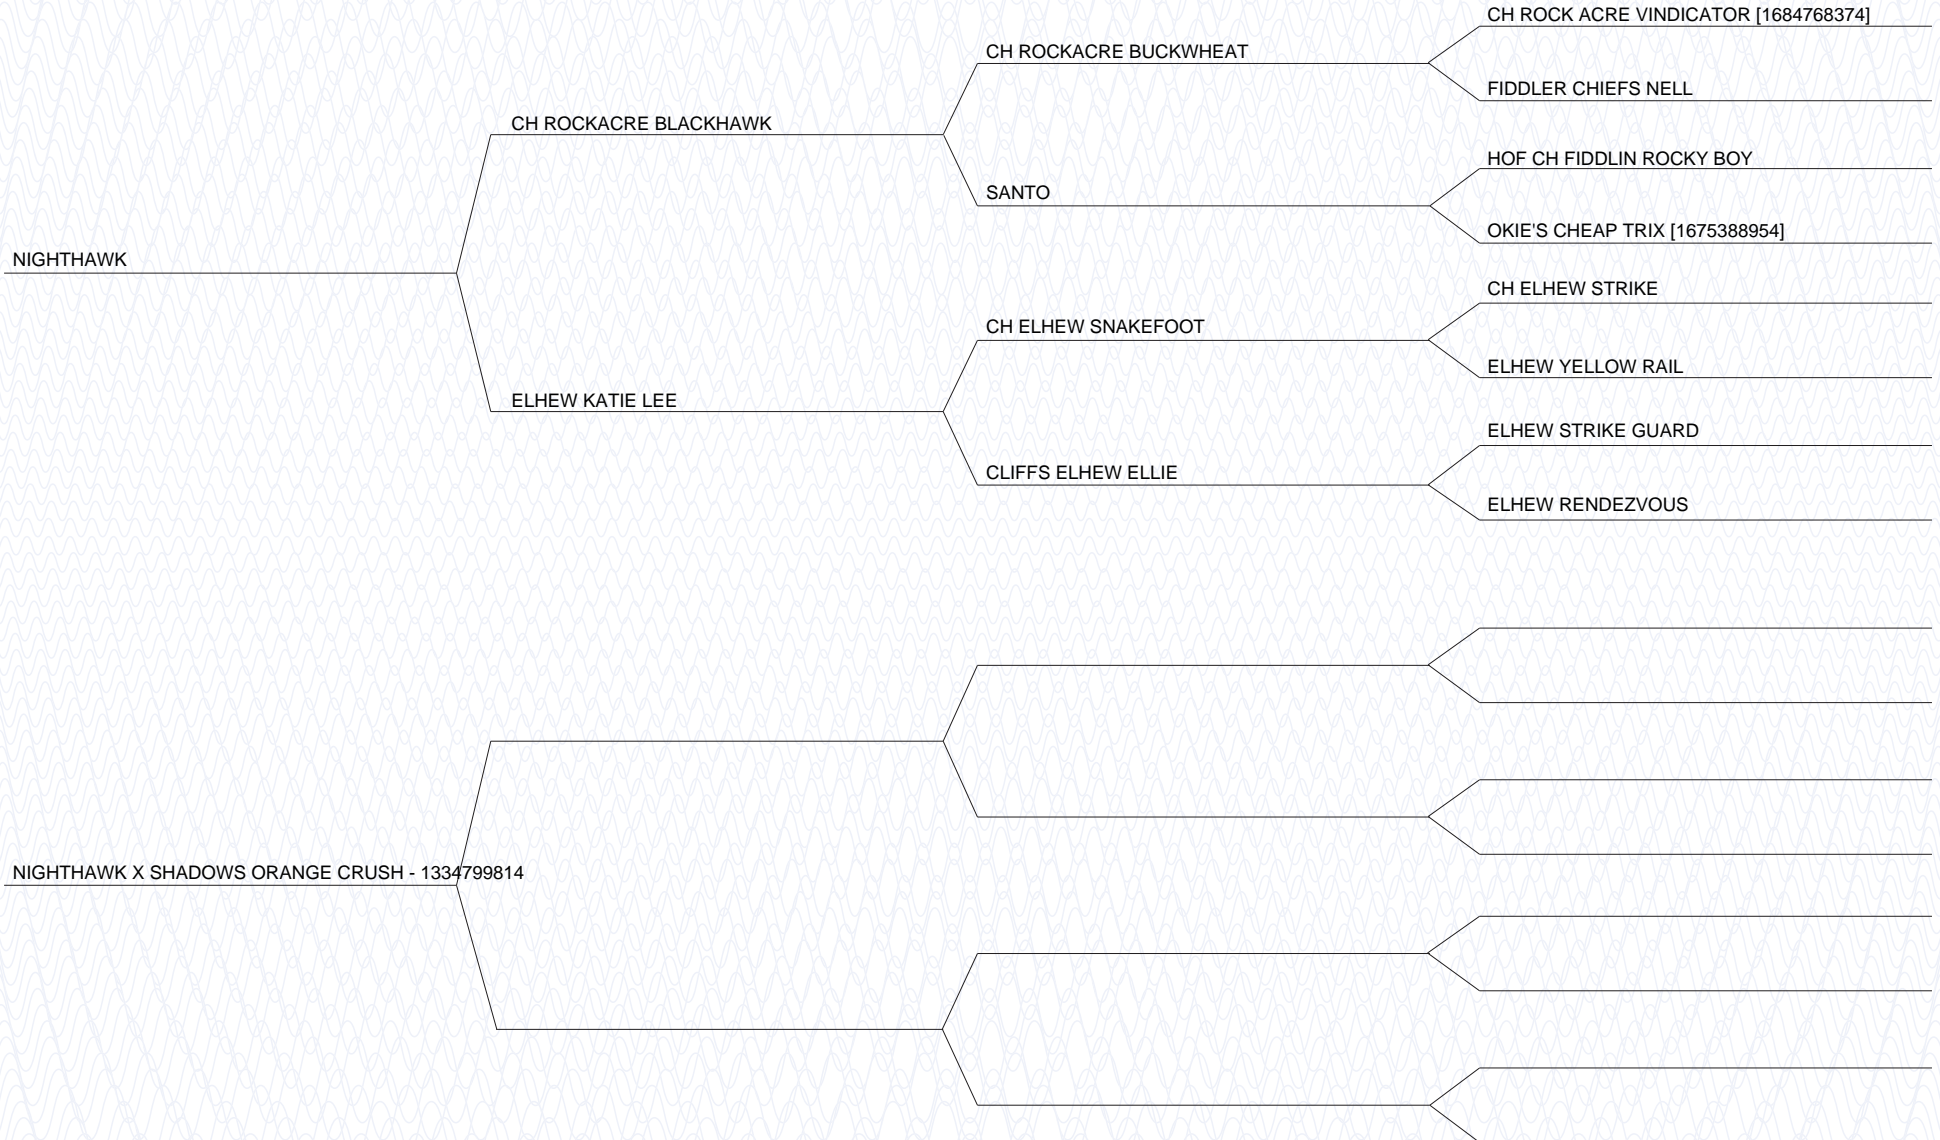 CH ROCK ACRE VINDICATOR [1684768374]
CH ROCKACRE BUCKWHEAT
FIDDLER CHIEFS NELL
CH ROCKACRE BLACKHAWK
HOF CH FIDDLIN ROCKY BOY
SANTO
OKIE'S CHEAP TRIX [1675388954]
NIGHTHAWK
CH ELHEW STRIKE
CH ELHEW SNAKEFOOT
ELHEW YELLOW RAIL
ELHEW KATIE LEE
ELHEW STRIKE GUARD
CLIFFS ELHEW ELLIE
ELHEW RENDEZVOUS
NIGHTHAWK X SHADOWS ORANGE CRUSH - 1334799814